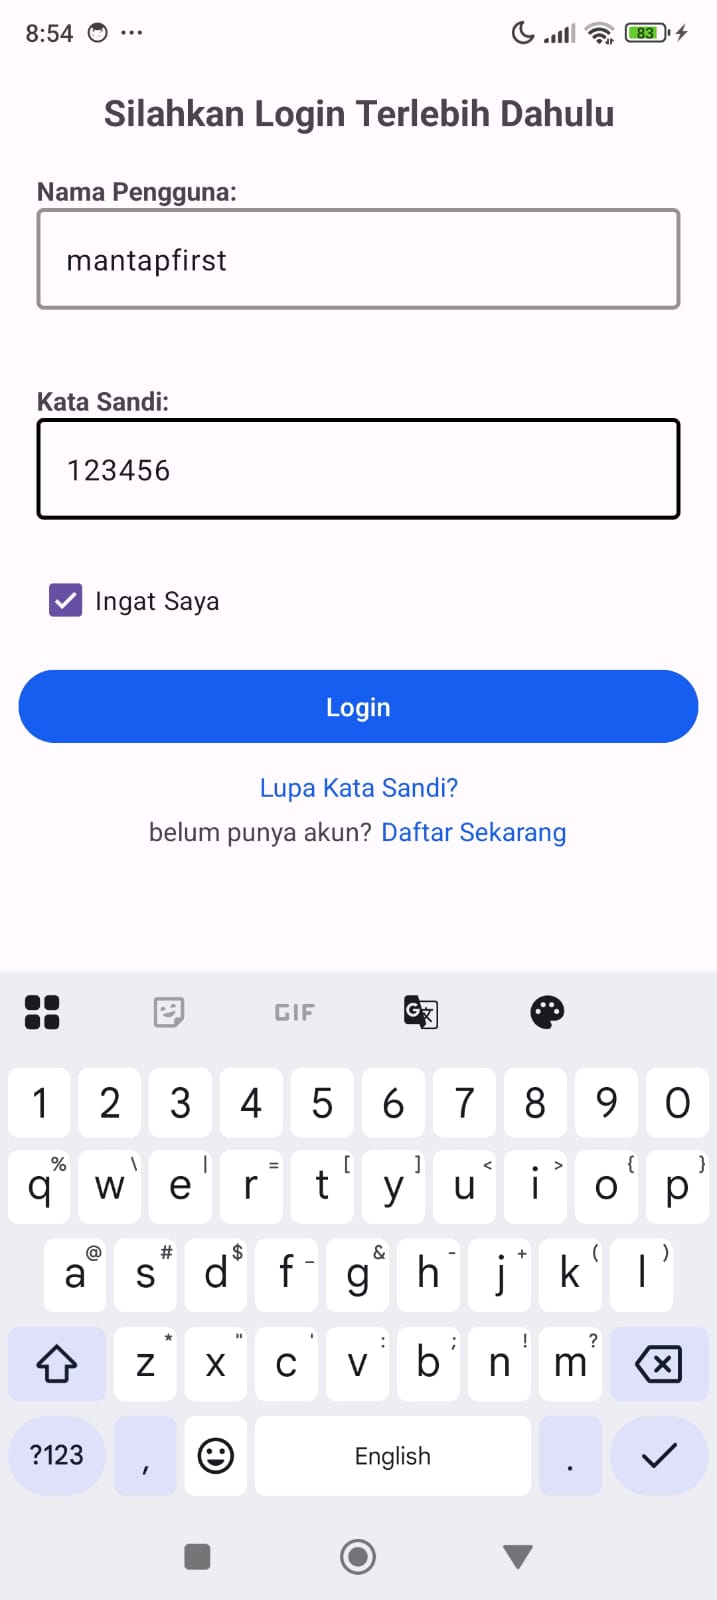 8:54
83
Silahkan Login Terlebih Dahulu
Nama Pengguna:
mantapfirst
Kata Sandi:
123456
Ingat Saya
Login
Lupa Kata Sandi?
belum punya akun? Daftar Sekarang
GIF G
1 2 3 4 5 6 7 8 9 0
% \ | = [ ] < > { }
q w e r t y u i o p
@ # $ _ & - + ( )
a s d f g h j k l
* " ' : ; ! ?
z x c v b n m
?123 , English .